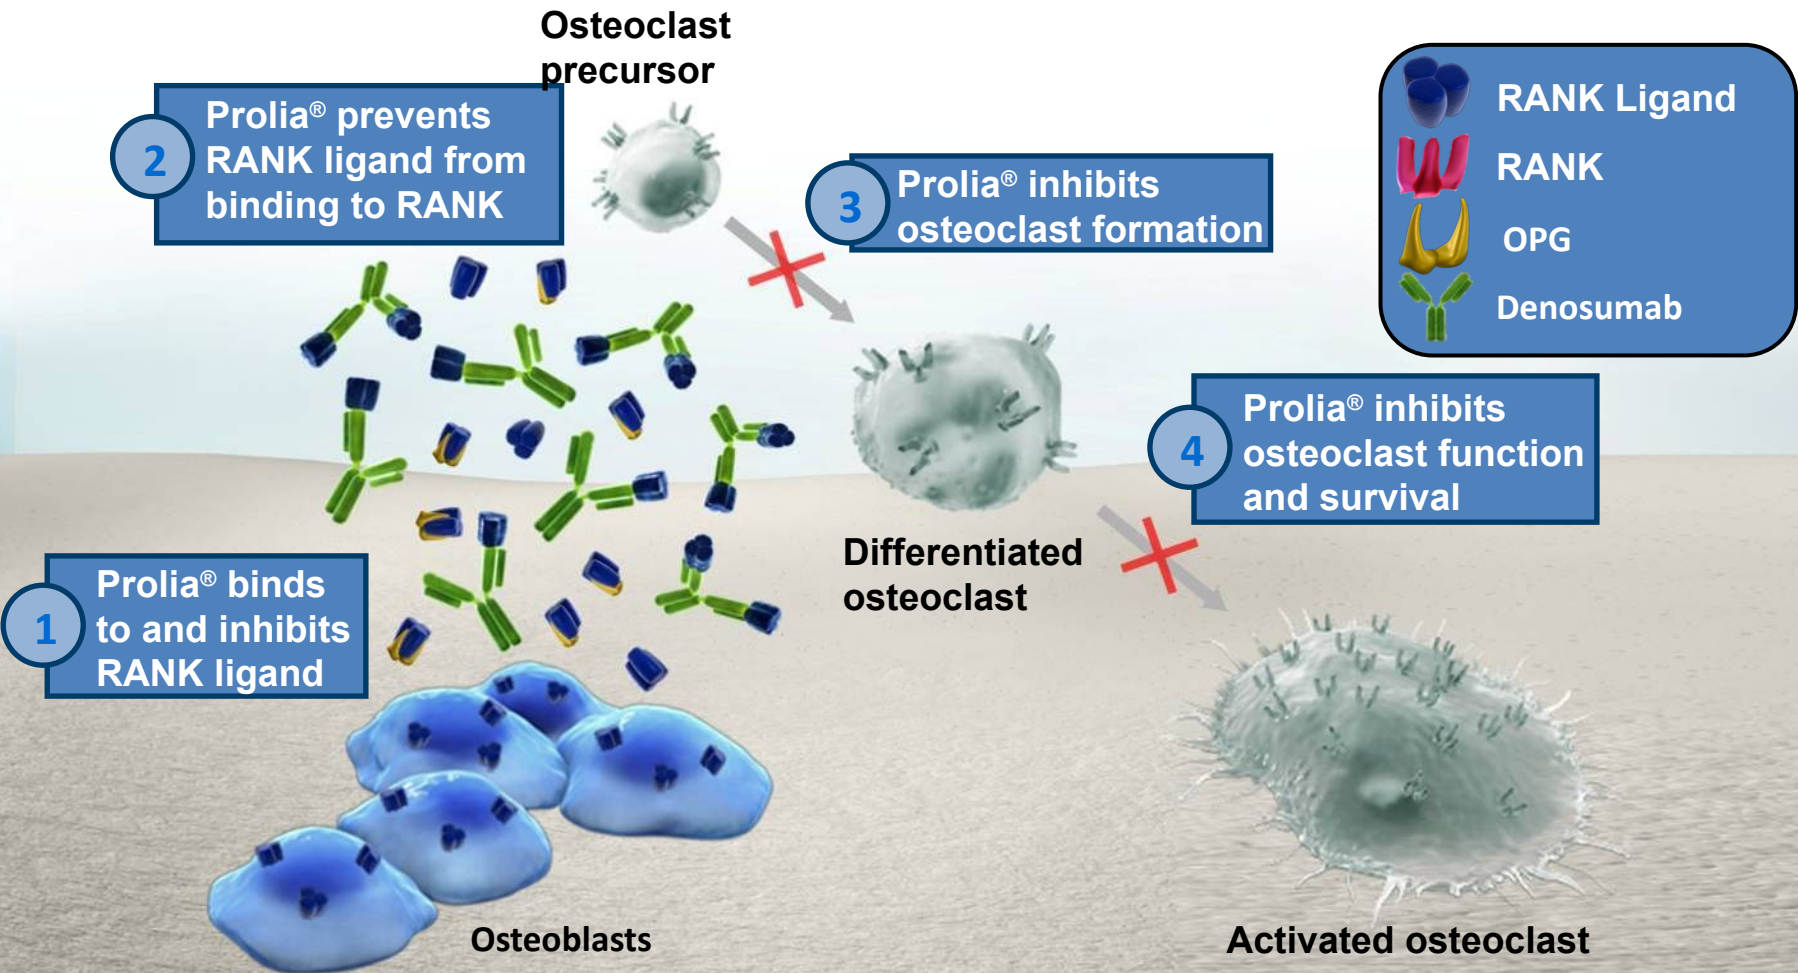 Osteoclast
precursor
2
Prolia® prevents
RANK ligand from
binding to RANK
3
Prolia® inhibits
osteoclast formation
RANK Ligand
RANK
OPG
Denosumab
4
Prolia® inhibits
osteoclast function
and survival
Differentiated
osteoclast
1
Prolia® binds
to and inhibits
RANK ligand
Osteoblasts
Activated osteoclast